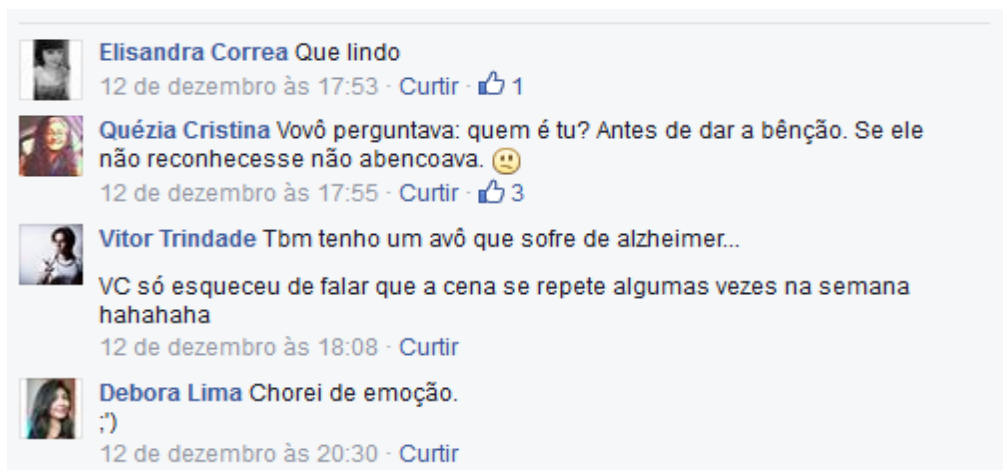 Elisandra Correa Que lindo
12 de dezembro às 17:53 · Curtir · 1
Quézia Cristina Vovô perguntava: quem é tu? Antes de dar a bênção. Se ele
não reconhecesse não abencoava.
12 de dezembro às 17:55 · Curtir · 3
Vitor Trindade Tbm tenho um avô que sofre de alzheimer...
VC só esqueceu de falar que a cena se repete algumas vezes na semana
hahahaha
12 de dezembro às 18:08 · Curtir
Debora Lima Chorei de emoção.
;')
12 de dezembro às 20:30 · Curtir